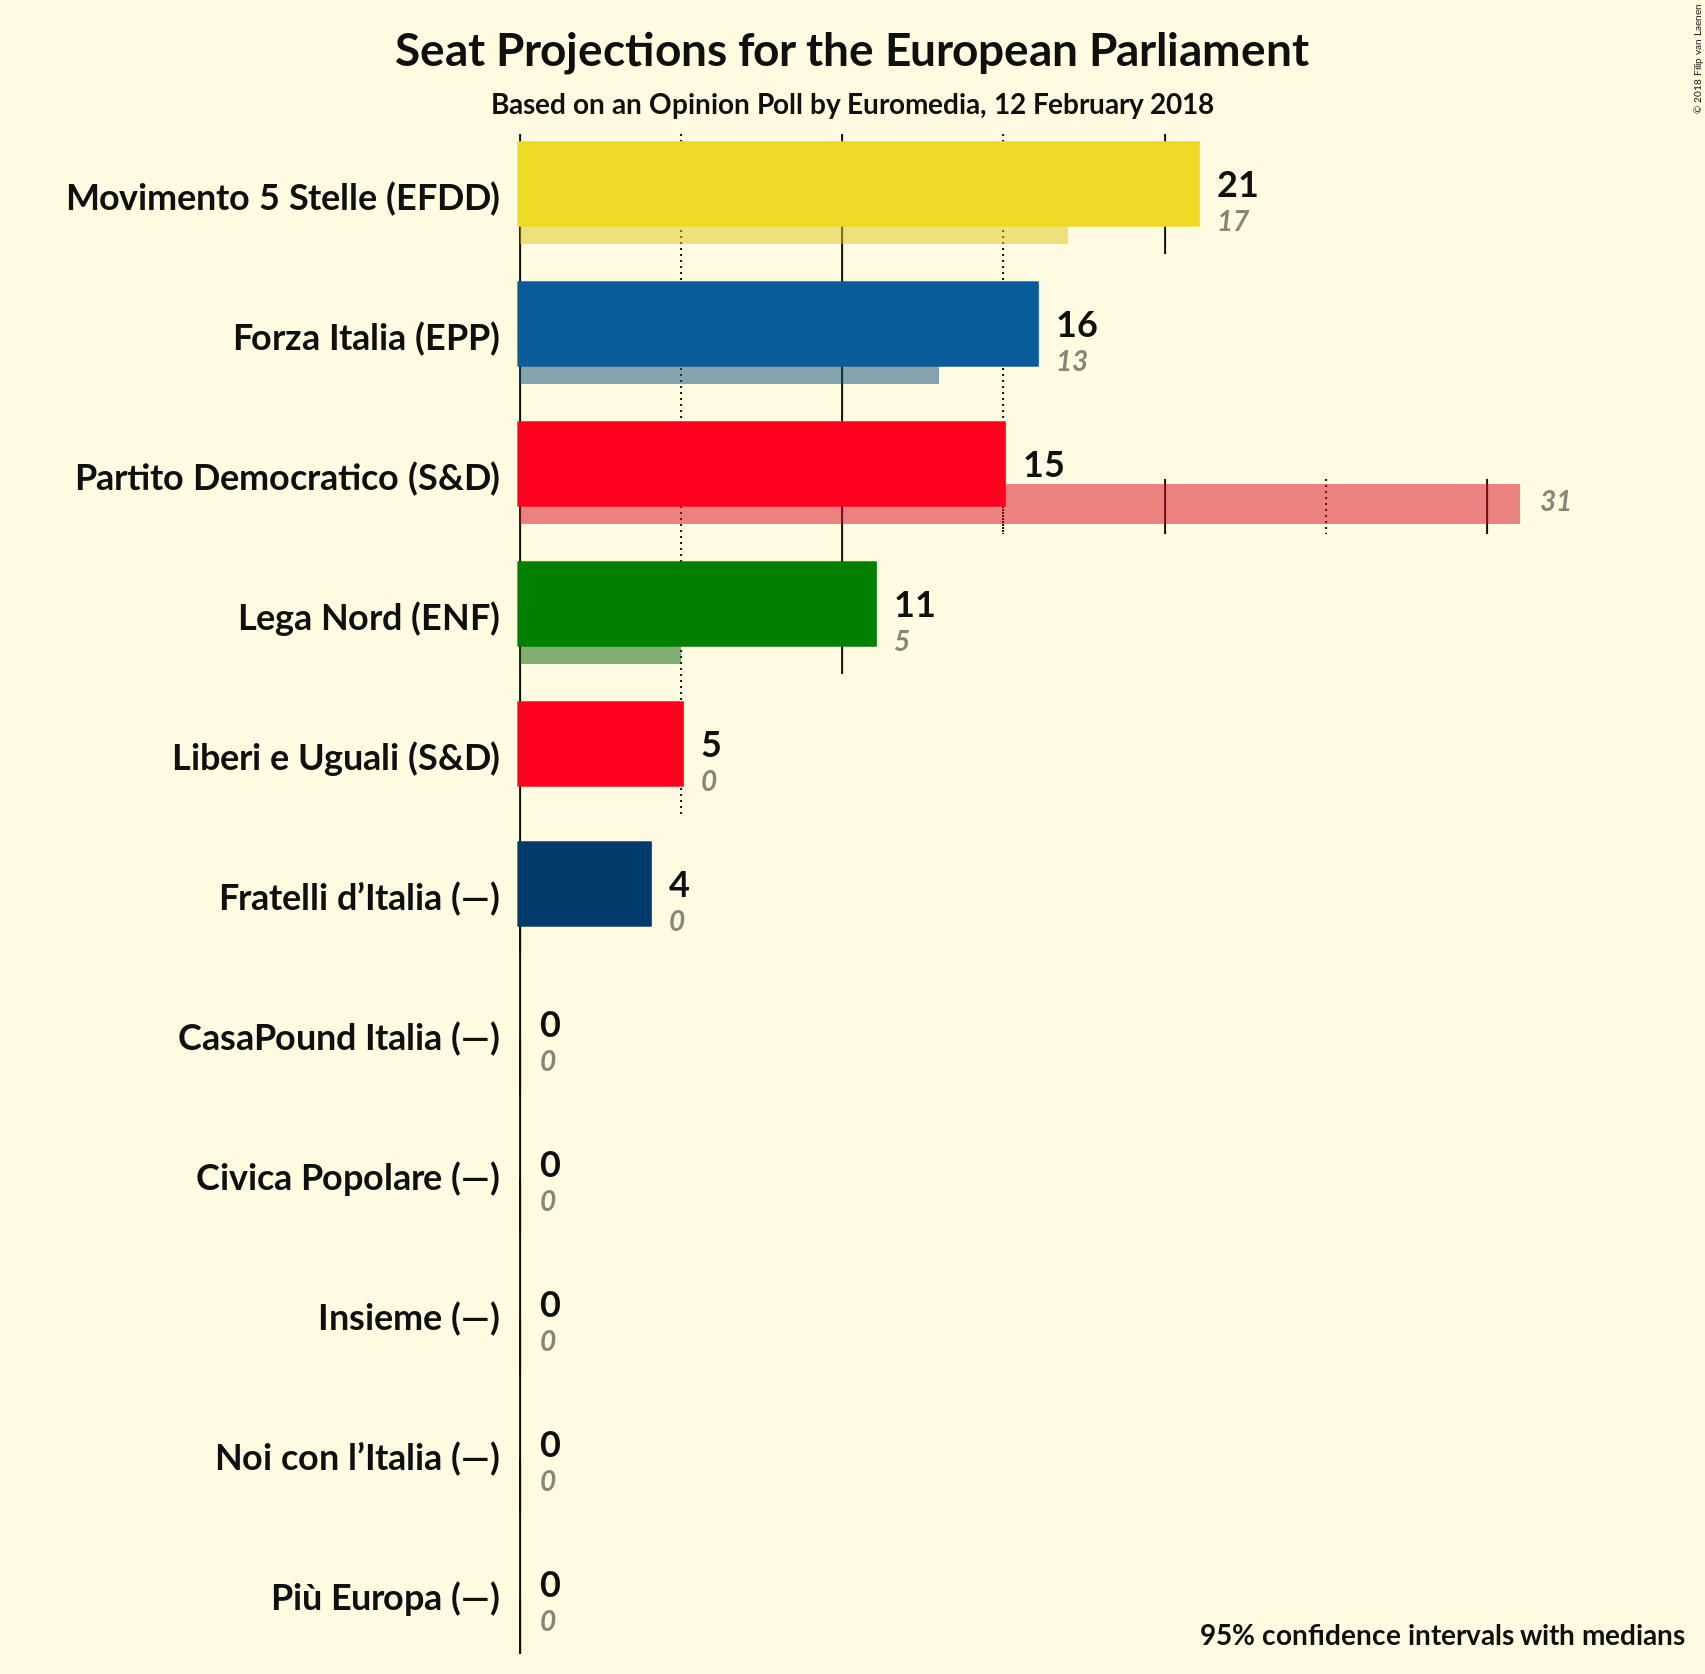 Seat Projections for the European Parliament
Based on an Opinion Poll by Euromedia, 12 February 2018
© 2018 Filip van Laenen
Movimento 5 Stelle (EFDD)
21
17
Forza Italia (EPP)
16
13
Partito Democratico (S&D)
15
31
Lega Nord (ENF)
11
5
Liberi e Uguali (S&D)
5
0
Fratelli d’Italia (—)
4
0
CasaPound Italia (—)
0
0
Civica Popolare (—)
0
0
Insieme (—)
0
0
Noi con l’Italia (—)
0
0
Più Europa (—)
0
0
95% confidence intervals with medians